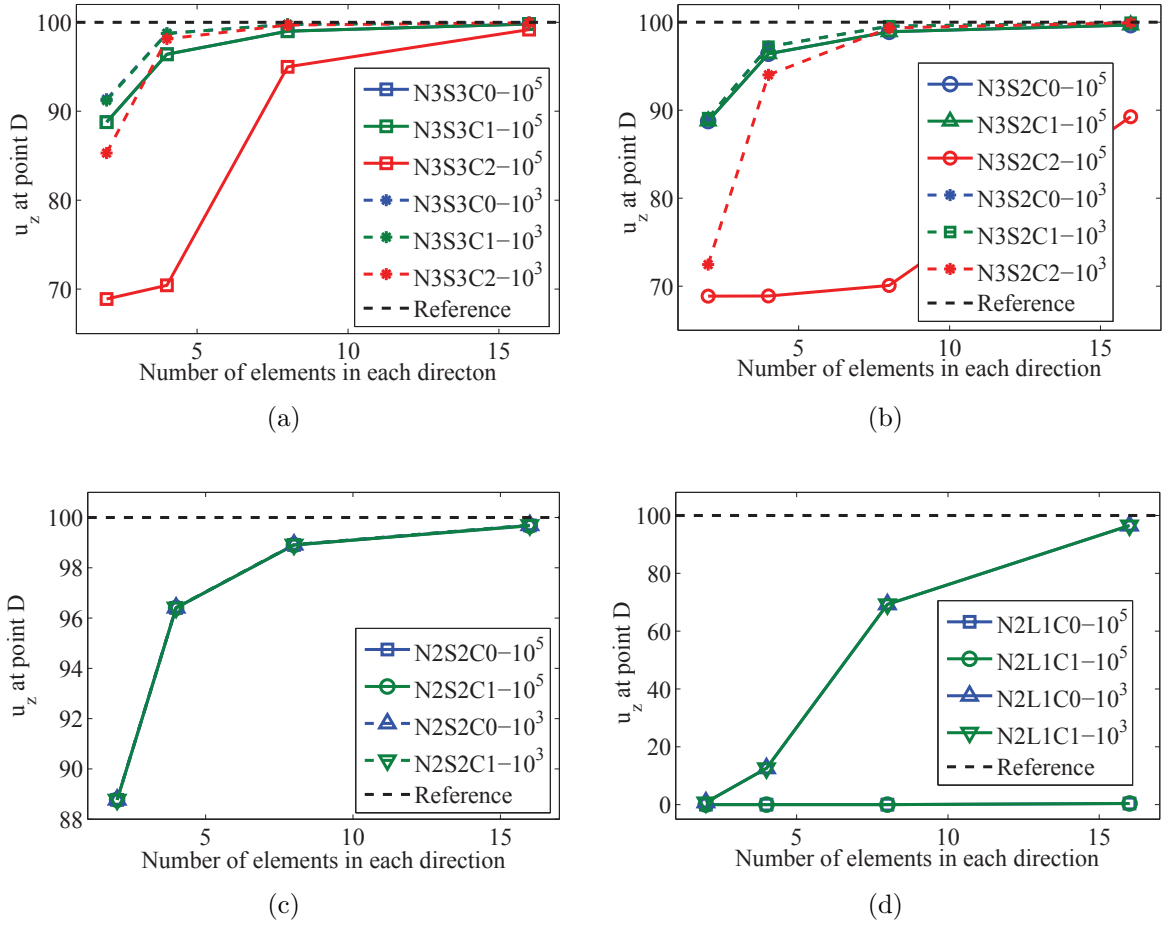 100
90
80
70
5
10
15
u_z at point D
Number of elements in each directon
N3S3C0−10^5
N3S3C1−10^5
N3S3C2−10^5
N3S3C0−10^3
N3S3C1−10^3
N3S3C2−10^3
Reference
(a)
100
90
80
70
5
10
15
u_z at point D
Number of elements in each direction
N3S2C0−10^5
N3S2C1−10^5
N3S2C2−10^5
N3S2C0−10^3
N3S2C1−10^3
N3S2C2−10^3
Reference
(b)
100
98
96
94
92
90
88
5
10
15
u_z at point D
Number of elements in each direction
N2S2C0−10^5
N2S2C1−10^5
N2S2C0−10^3
N2S2C1−10^3
Reference
(c)
100
80
60
40
20
0
5
10
15
u_z at point D
Number of elements in each direction
N2L1C0−10^5
N2L1C1−10^5
N2L1C0−10^3
N2L1C1−10^3
Reference
(d)